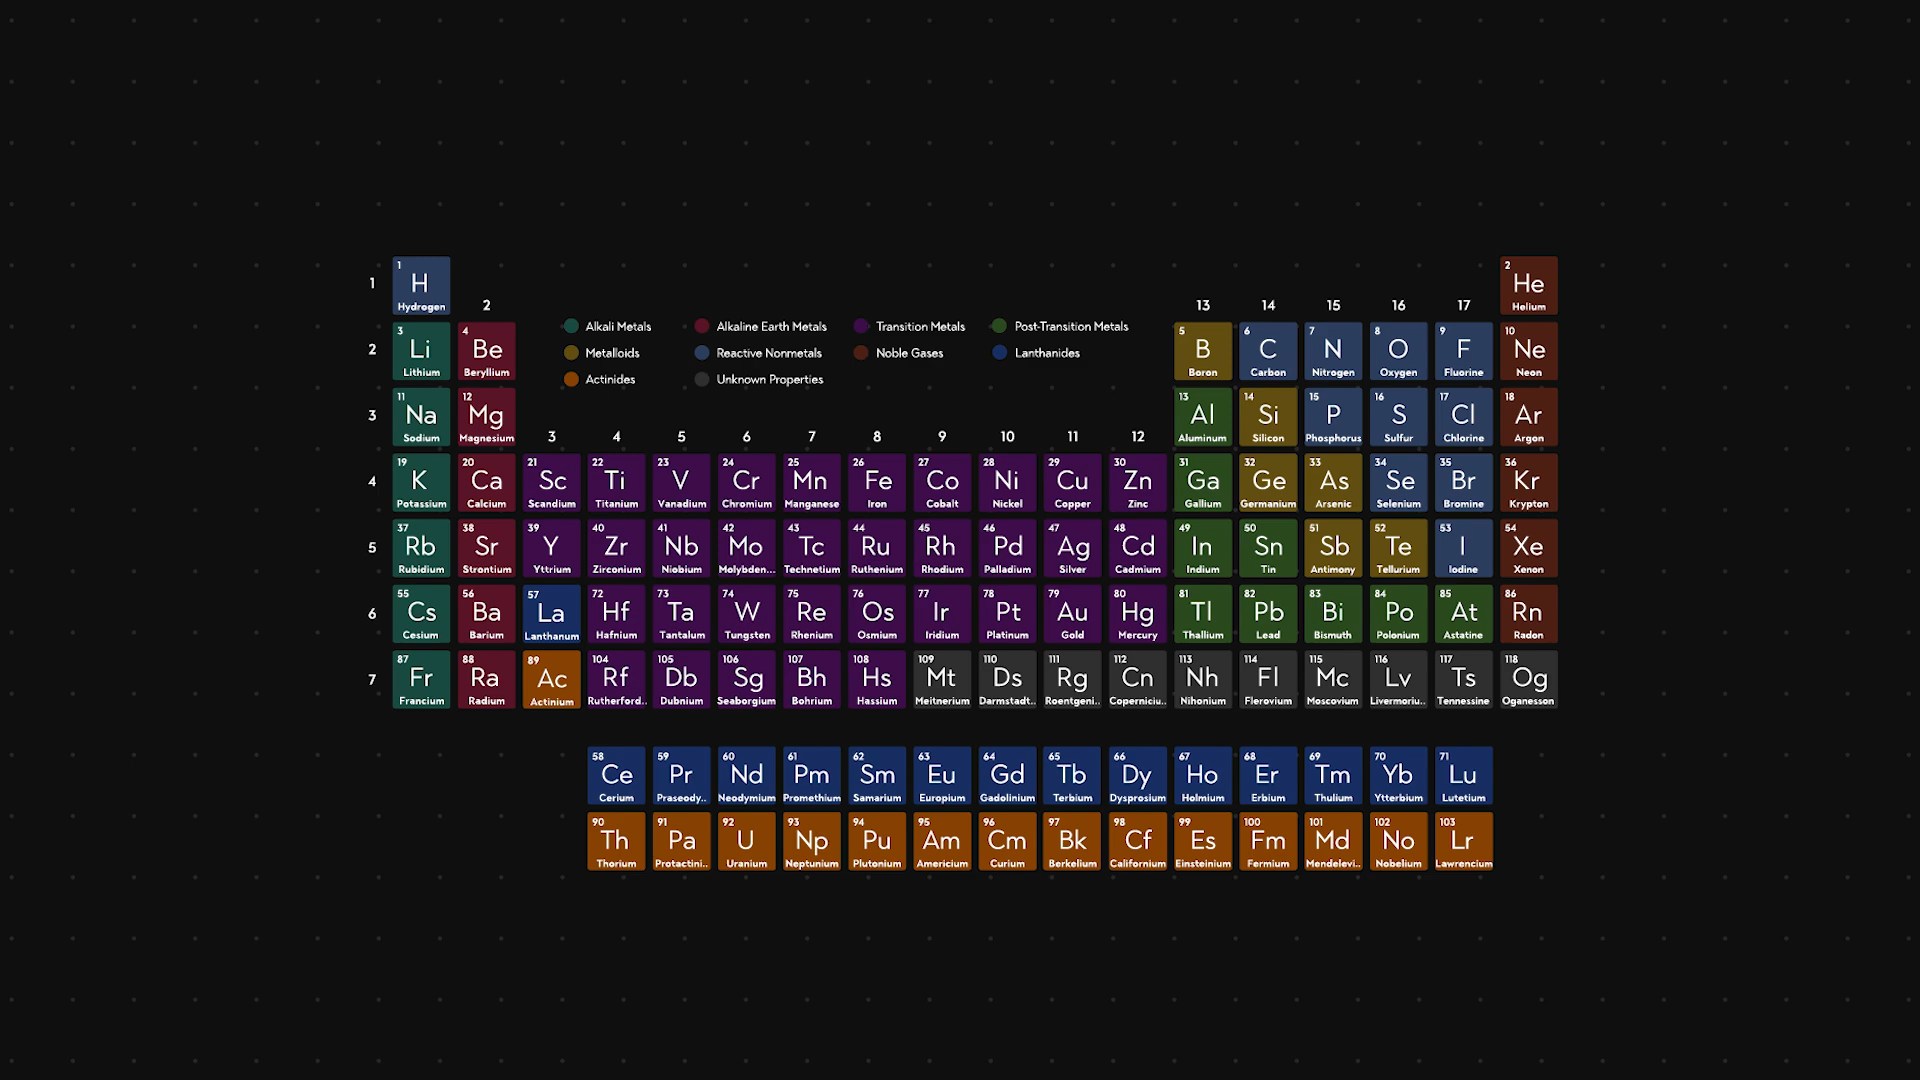 1 H Hydrogen 2 He Helium
1
2 13 14 15 16 17
Alkali Metals Alkaline Earth Metals Transition Metals Post-Transition Metals
Metalloids Reactive Nonmetals Noble Gases Lanthanides
Actinides Unknown Properties
2
3 Li Lithium 4 Be Beryllium 5 B Boron 6 C Carbon 7 N Nitrogen 8 O Oxygen 9 F Fluorine 10 Ne Neon
3
11 Na Sodium 12 Mg Magnesium 13 Al Aluminum 14 Si Silicon 15 P Phosphorus 16 S Sulfur 17 Cl Chlorine 18 Ar Argon
3 4 5 6 7 8 9 10 11 12
4
19 K Potassium 20 Ca Calcium 21 Sc Scandium 22 Ti Titanium 23 V Vanadium 24 Cr Chromium 25 Mn Manganese 26 Fe Iron 27 Co Cobalt 28 Ni Nickel 29 Cu Copper 30 Zn Zinc 31 Ga Gallium 32 Ge Germanium 33 As Arsenic 34 Se Selenium 35 Br Bromine 36 Kr Krypton
5
37 Rb Rubidium 38 Sr Strontium 39 Y Yttrium 40 Zr Zirconium 41 Nb Niobium 42 Mo Molybden... 43 Tc Technetium 44 Ru Ruthenium 45 Rh Rhodium 46 Pd Palladium 47 Ag Silver 48 Cd Cadmium 49 In Indium 50 Sn Tin 51 Sb Antimony 52 Te Tellurium 53 I Iodine 54 Xe Xenon
6
55 Cs Cesium 56 Ba Barium 57 La Lanthanum 72 Hf Hafnium 73 Ta Tantalum 74 W Tungsten 75 Re Rhenium 76 Os Osmium 77 Ir Iridium 78 Pt Platinum 79 Au Gold 80 Hg Mercury 81 Tl Thallium 82 Pb Lead 83 Bi Bismuth 84 Po Polonium 85 At Astatine 86 Rn Radon
7
87 Fr Francium 88 Ra Radium 89 Ac Actinium 104 Rf Rutherford.. 105 Db Dubnium 106 Sg Seaborgium 107 Bh Bohrium 108 Hs Hassium 109 Mt Meitnerium 110 Ds Darmstadt.. 111 Rg Roentgeni.. 112 Cn Coperniciu.. 113 Nh Nihonium 114 Fl Flerovium 115 Mc Moscovium 116 Lv Livermoriu.. 117 Ts Tennessine 118 Og Oganesson
58 Ce Cerium 59 Pr Praseody.. 60 Nd Neodymium 61 Pm Promethium 62 Sm Samarium 63 Eu Europium 64 Gd Gadolinium 65 Tb Terbium 66 Dy Dysprosium 67 Ho Holmium 68 Er Erbium 69 Tm Thulium 70 Yb Ytterbium 71 Lu Lutetium
90 Th Thorium 91 Pa Protactini.. 92 U Uranium 93 Np Neptunium 94 Pu Plutonium 95 Am Americium 96 Cm Curium 97 Bk Berkelium 98 Cf Californium 99 Es Einsteinium 100 Fm Fermium 101 Md Mendelevi.. 102 No Nobelium 103 Lr Lawrencium